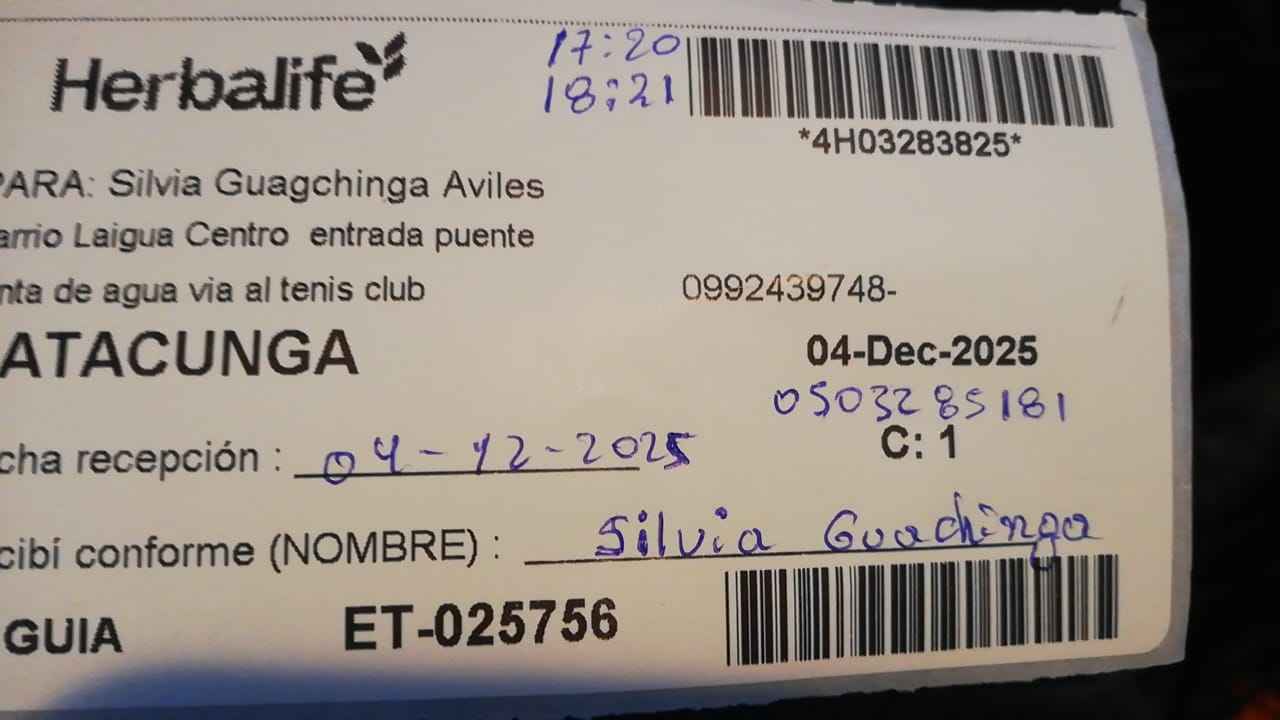 Herbalife
17:20
18:21
*4H03283825*
PARA: Silvia Guagchinga Aviles
arrio Laigua Centro entrada puente
nta de agua via al tenis club
0992439748-
ATACUNGA
04-Dec-2025
0503285181
C: 1
cha recepción : 04-12-2025
cibí conforme (NOMBRE) : Silvia Guachinga
GUIA ET-025756